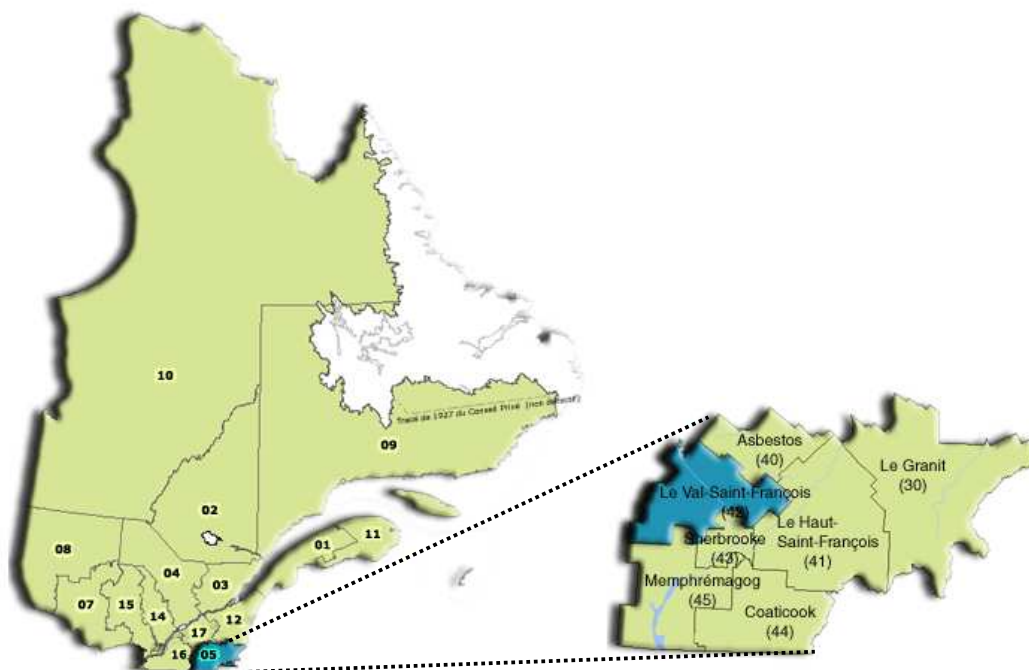 10
Tracé de 1927 du Conseil Privé (non définitif)
09
02
08
01
11
04
03
07
15
14
12
17
16
05
Asbestos
(40)
Le Granit
(30)
Le Val-Saint-François
(42)
Le Haut-
Saint-François
(41)
Sherbrooke
Memphrémagog
(45)
Coaticook
(44)